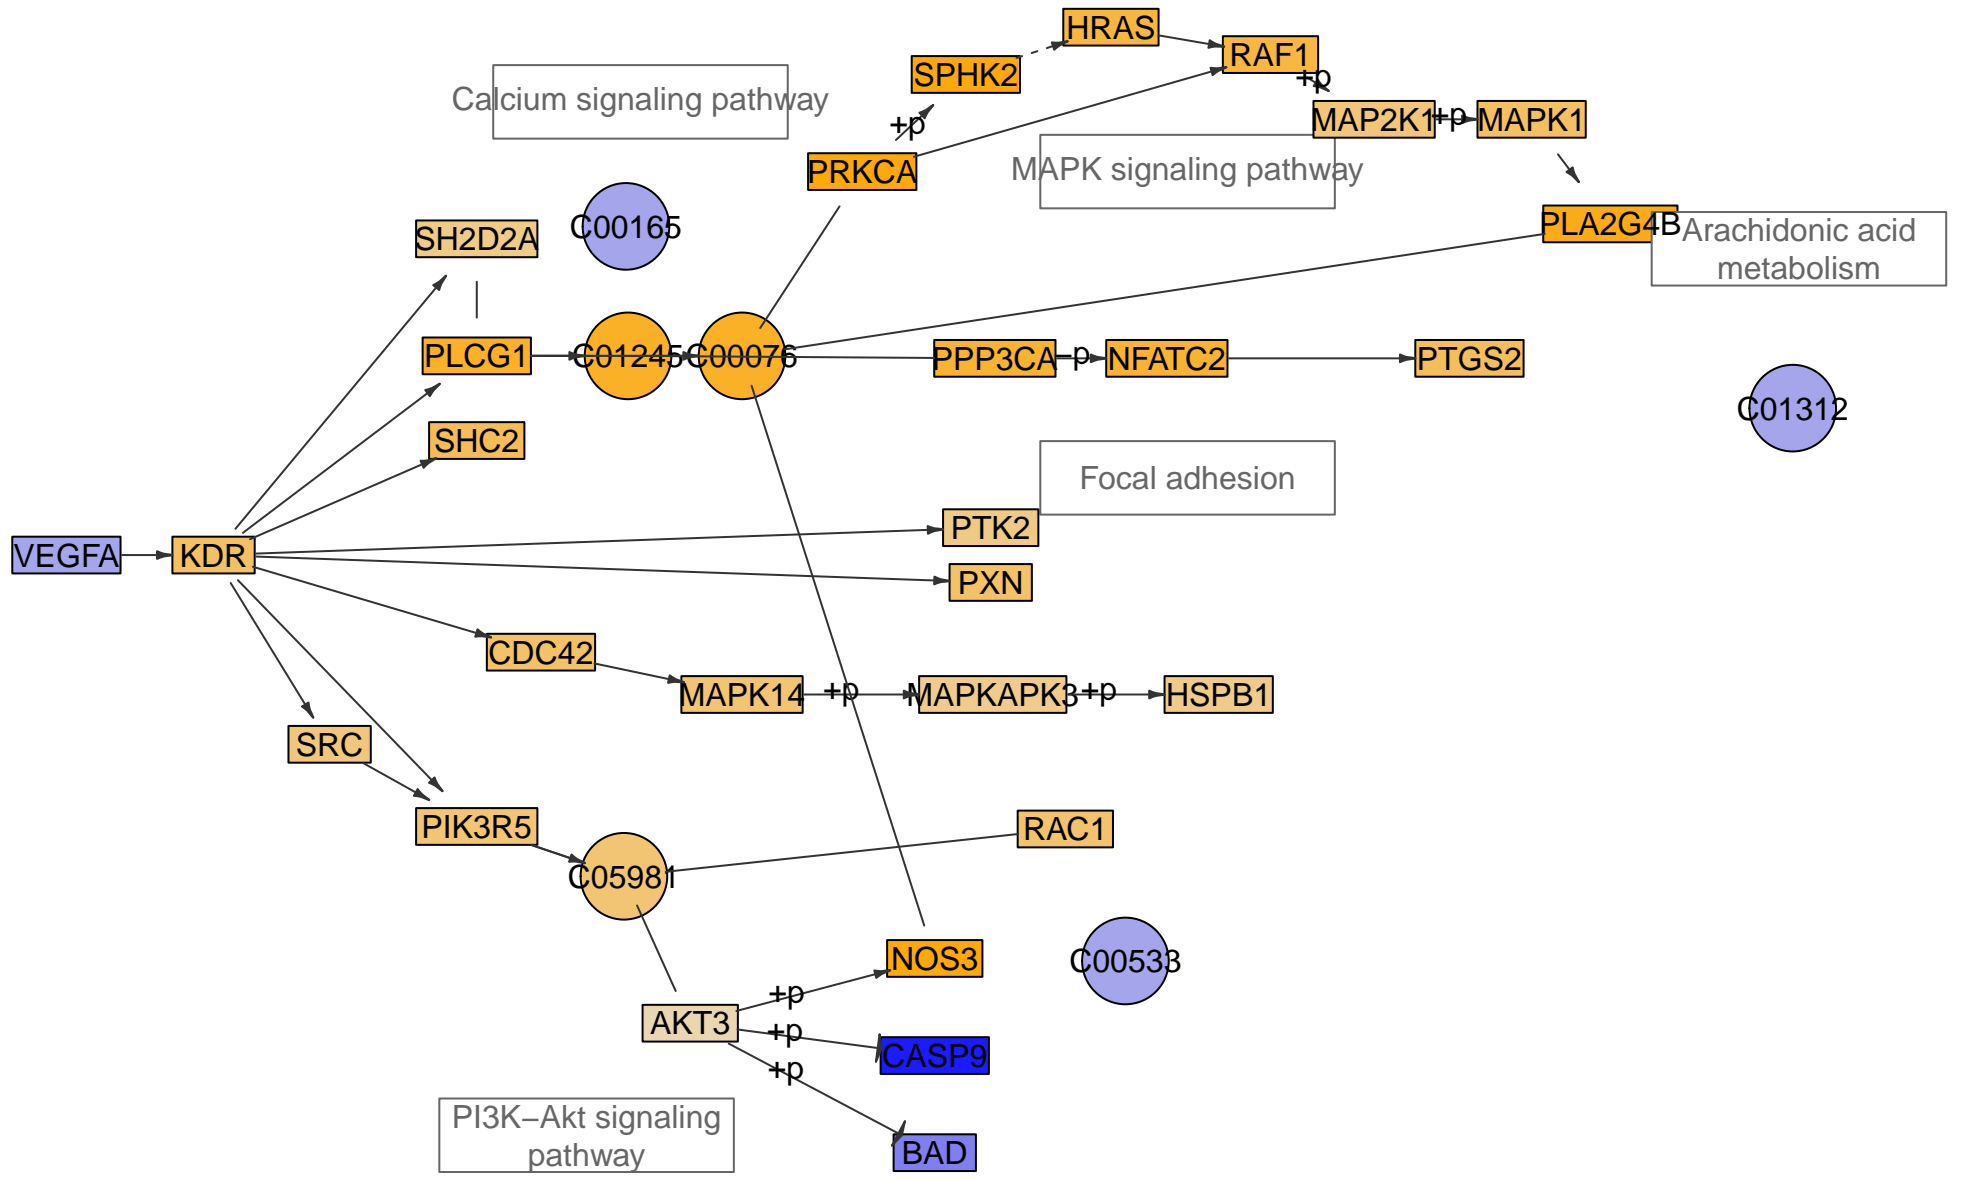 HRAS
RAF1
+p
SPHK2
Calcium signaling pathway
+p
MAP2K1
+p
MAPK1
PRKCA
MAPK signaling pathway
SH2D2A
C00165
PLA2G4B
Arachidonic acid
metabolism
PLCG1
C01245
C00076
PPP3CA
−p
NFATC2
PTGS2
C01312
SHC2
Focal adhesion
PTK2
VEGFA
KDR
PXN
CDC42
MAPK14
+p
MAPKAPK3
+p
HSPB1
SRC
PIK3R5
RAC1
C05981
NOS3
C00533
+p
AKT3
+p
CASP9
+p
PI3K−Akt signaling
pathway
BAD